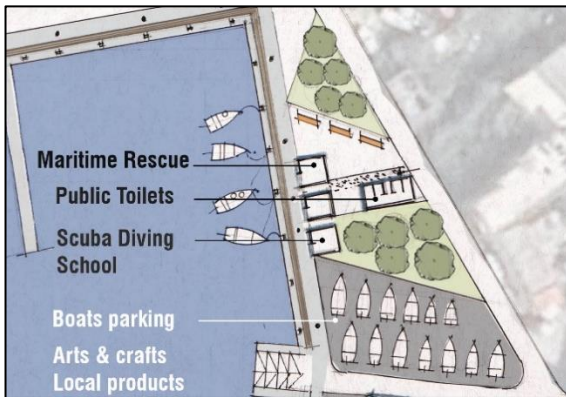 Maritime Rescue
Public Toilets
Scuba Diving
School
Boats parking
Arts & crafts
Local products